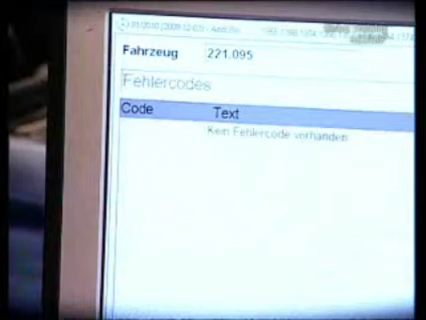 Fahrzeug 221.095
Fehlercodes
Code Text
Kein Fehlercode vorhanden